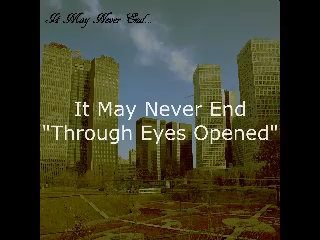 It May Never End...
It May Never End
"Through Eyes Opened"